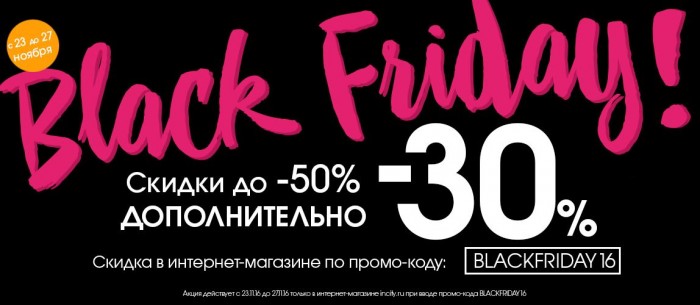 с 23 до 27
ноября
Black Friday!
Скидки до -50%
ДОПОЛНИТЕЛЬНО
-30%
Скидка в интернет-магазине по промо-коду: BLACKFRIDAY16
Акция действует с 23.11.16 до 27.11.16 только в интернет-магазине incity.ru при вводе промо-кода BLACKFRIDAY16